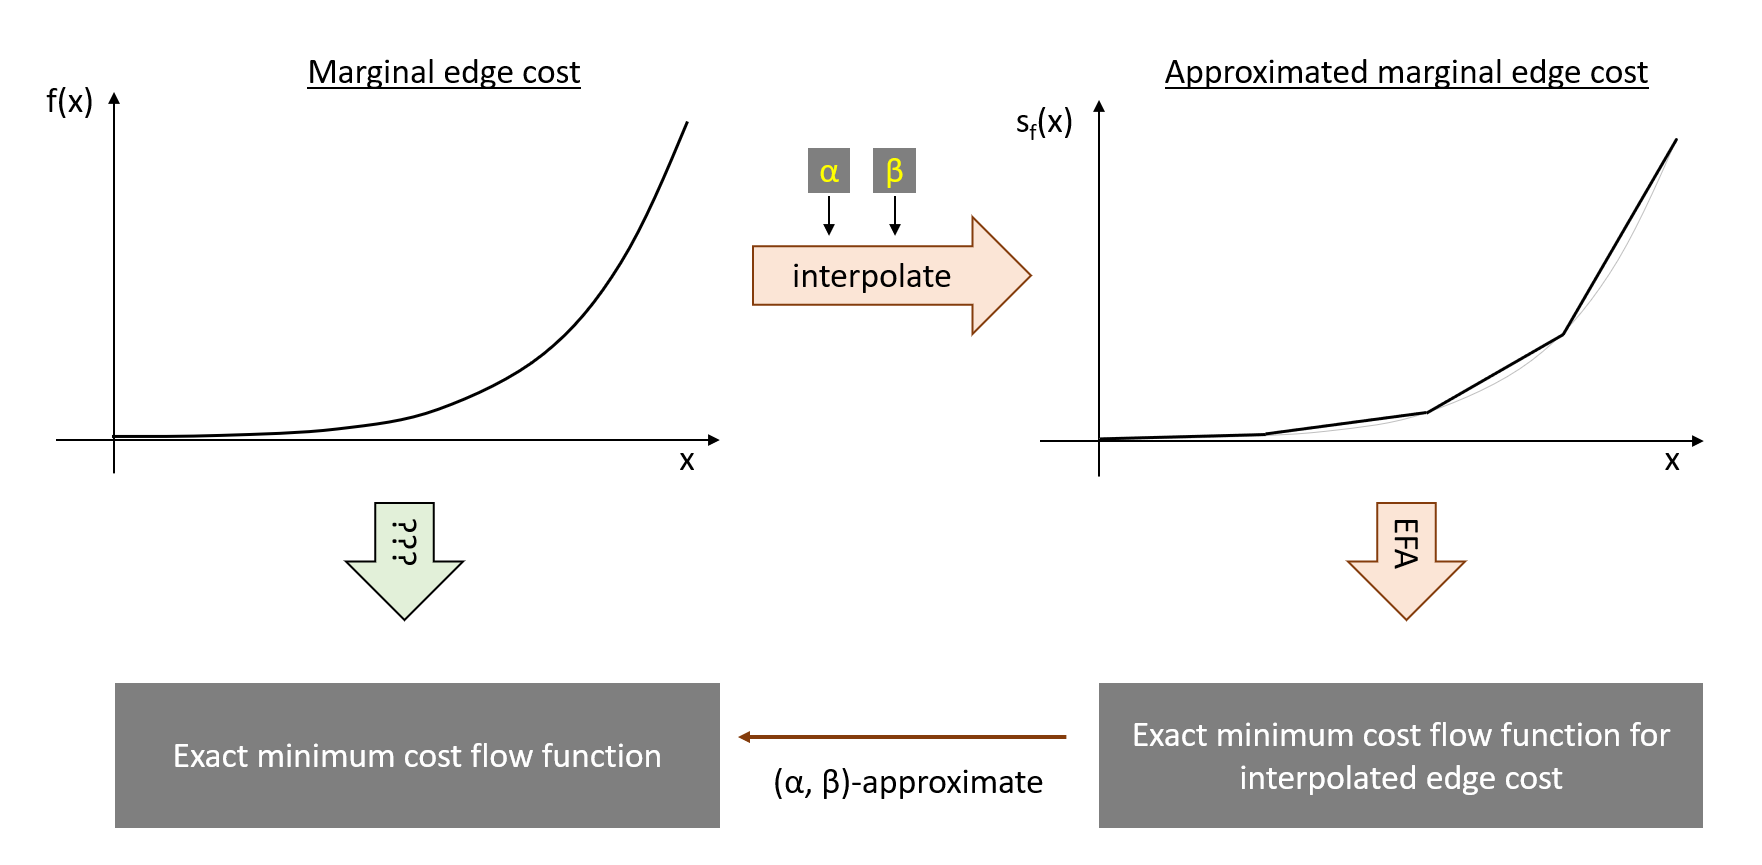 Marginal edge cost
Approximated marginal edge cost
f(x)
sf(x)
α β
interpolate
x
x
???
EFA
Exact minimum cost flow function
(α, β)-approximate
Exact minimum cost flow function for
interpolated edge cost